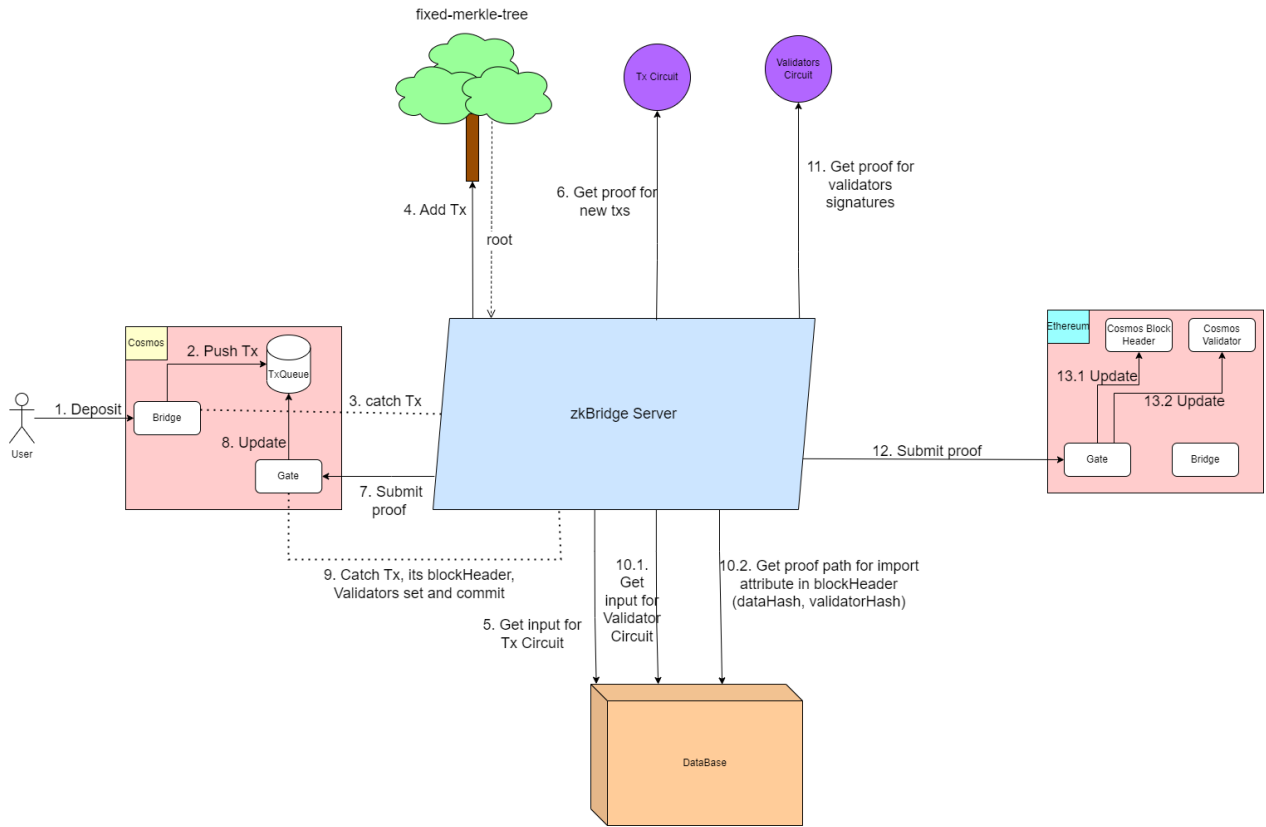 fixed-merkle-tree
Tx Circuit
Validators
Circuit
11. Get proof for
validators
signatures
6. Get proof for
new txs
4. Add Tx
root
Cosmos
2. Push Tx
TxQueue
1. Deposit
Bridge
3. catch Tx
User
8. Update
Gate
7. Submit
proof
zkBridge Server
Ethereum
Cosmos Block
Header
Cosmos
Validator
13.1 Update
13.2 Update
12. Submit proof
Gate
Bridge
9. Catch Tx, its blockHeader,
Validators set and commit
10.1.
Get
input for
Validator
Circuit
10.2. Get proof path for import
attribute in blockHeader
(dataHash, validatorHash)
5. Get input for
Tx Circuit
DataBase